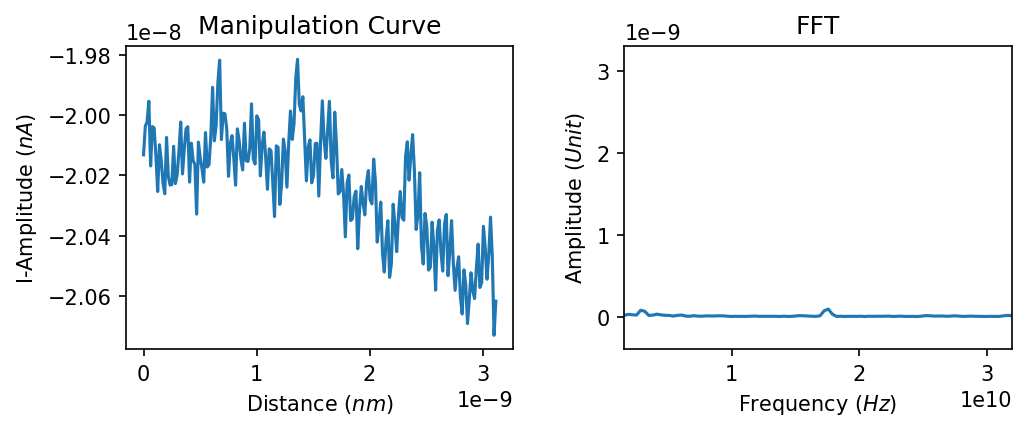 Manipulation Curve
1e−8
−1.98
−2.00
−2.02
−2.04
−2.06
I-Amplitude (nA)
0
1
2
3
1e−9
Distance (nm)
FFT
1e−9
3
2
1
0
Amplitude (Unit)
1
2
3
1e10
Frequency (Hz)